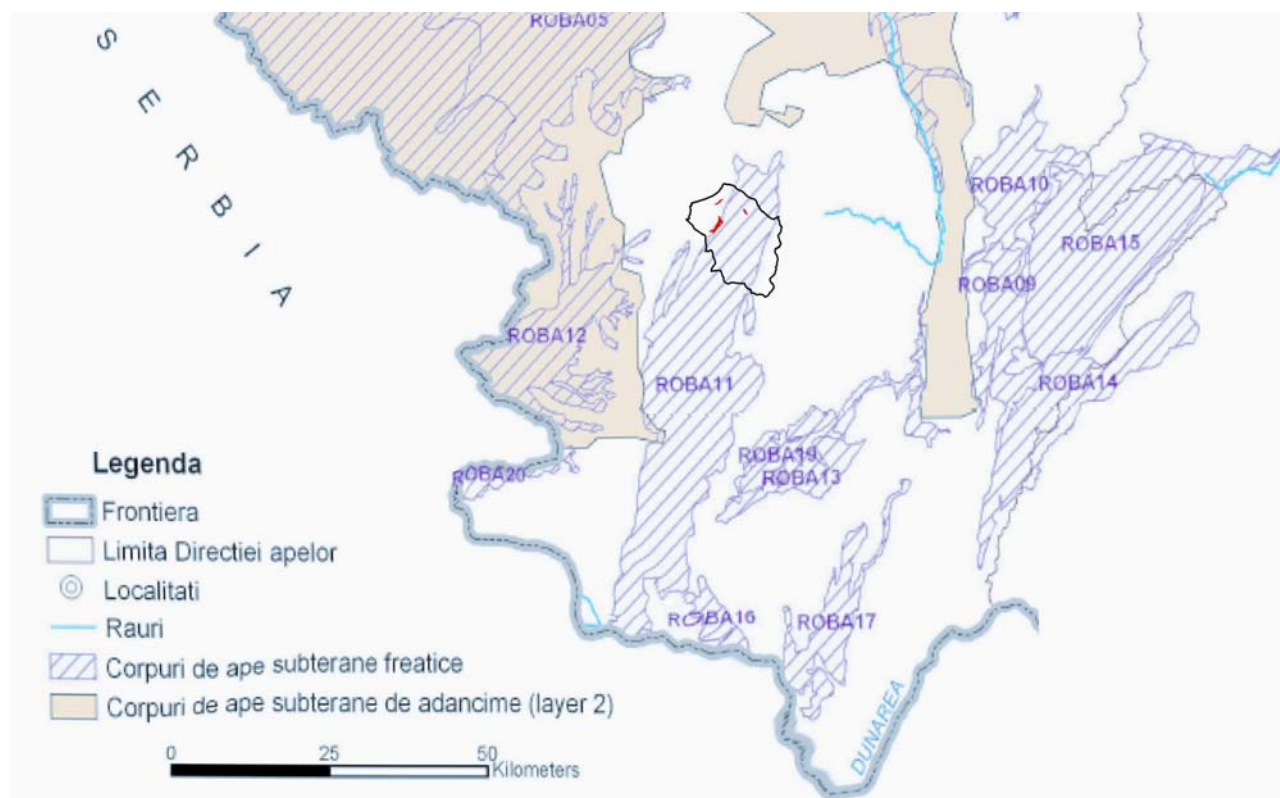 ROBA05
S E R B I A
ROBA10
ROBA15
ROBA09
ROBA12
ROBA11
ROBA14
ROBA19
ROBA13
ROBA20
ROBA16
ROBA17
DUNAREA
Legenda
Frontiera
Limita Directiei apelor
Localitati
Rauri
Corpuri de ape subterane freatice
Corpuri de ape subterane de adancime (layer 2)
0 25 50
Kilometers